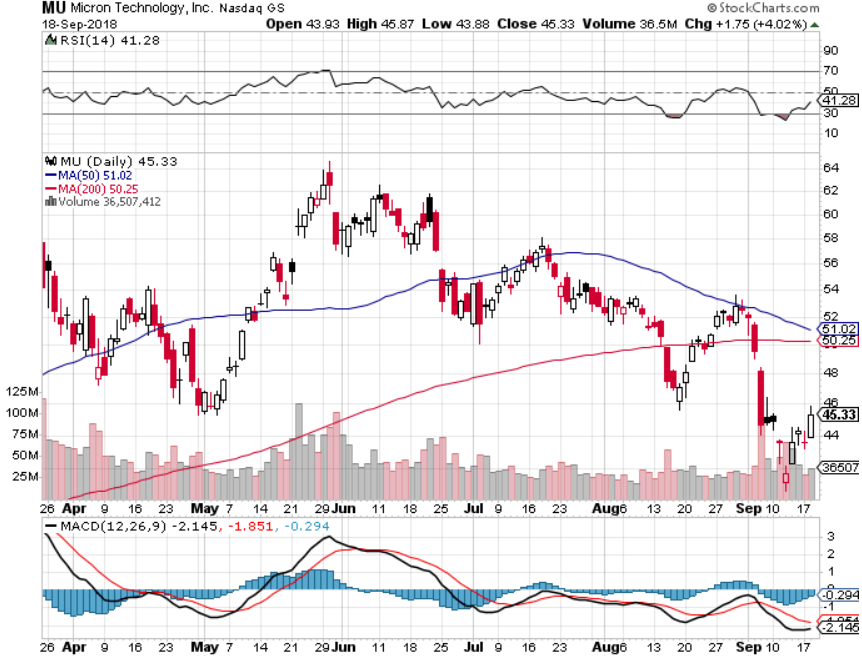 MU Micron Technology, Inc. Nasdaq GS © StockCharts.com
18-Sep-2018 Open 43.93 High 45.87 Low 43.88 Close 45.33 Volume 36.5M Chg +1.75 (+4.02%)
RSI(14) 41.28
90
70
50
41.28
30
10
MU (Daily) 45.33
MA(50) 51.02
MA(200) 50.25
Volume 36,507,412
64
62
60
58
56
54
52
51.02
50.25
48
46
45.33
44
36507
125M
100M
75M
50M
25M
26 Apr 9 16 23 May 7 14 21 29 Jun 11 18 25 Jul 9 16 23 Aug 6 13 20 27 Sep 10 17
MACD(12,26,9) -2.145, -1.851, -0.294
3
2
1
0
-0.294
-1
-2.145
26 Apr 9 16 23 May 7 14 21 29 Jun 11 18 25 Jul 9 16 23 Aug 6 13 20 27 Sep 10 17